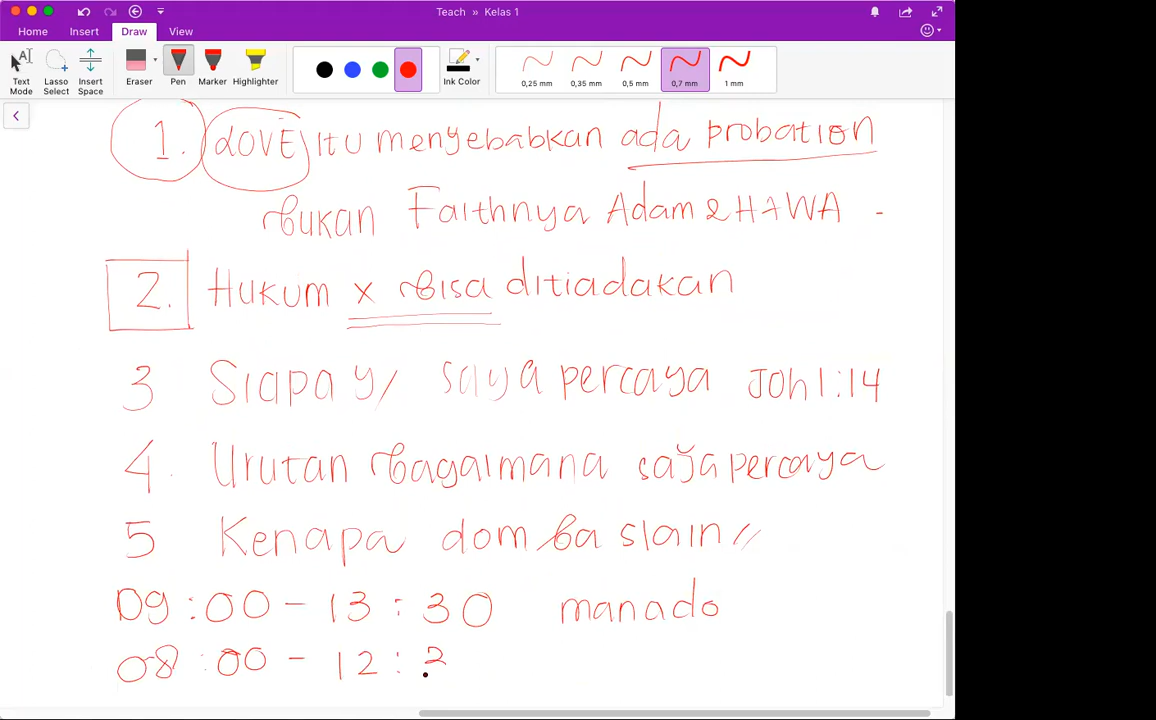 Teach » Kelas 1
Home Insert Draw View
Text Mode Lasso Select Insert Space Eraser Pen Marker Highlighter Ink Color 0,25 mm 0,35 mm 0,5 mm 0,7 mm 1 mm
1. LOVE itu menyebabkan ada probation
bukan Faithnya Adam & HAWA -
2. Hukum x bisa ditiadakan
3 Siapa y/ saya percaya Joh 1:14
4. Urutan bagaimana saja percaya
5 Kenapa domba slain //
09:00 - 13:30 manado
08:00 - 12:3